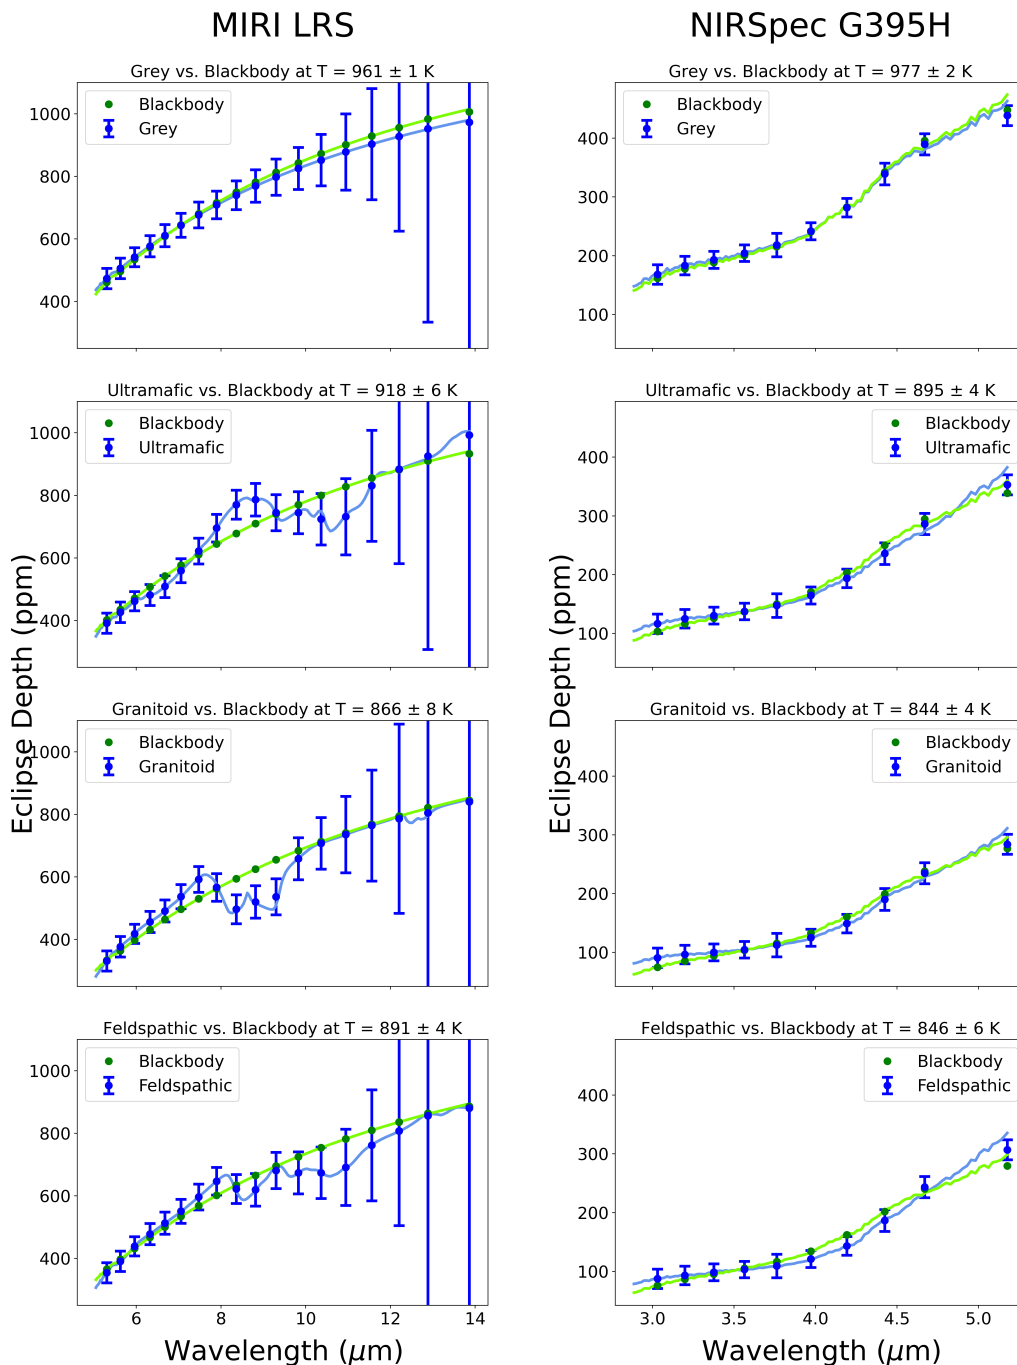 MIRI LRS
NIRSpec G395H
Grey vs. Blackbody at T = 961 ± 1 K
Blackbody
Grey
1000
800
600
400
Grey vs. Blackbody at T = 977 ± 2 K
Blackbody
Grey
400
300
200
100
Ultramafic vs. Blackbody at T = 918 ± 6 K
Blackbody
Ultramafic
1000
800
600
400
Ultramafic vs. Blackbody at T = 895 ± 4 K
Blackbody
Ultramafic
400
300
200
100
Eclipse Depth (ppm)
Eclipse Depth (ppm)
Granitoid vs. Blackbody at T = 866 ± 8 K
Blackbody
Granitoid
1000
800
600
400
Granitoid vs. Blackbody at T = 844 ± 4 K
Blackbody
Granitoid
400
300
200
100
Feldspathic vs. Blackbody at T = 891 ± 4 K
Blackbody
Feldspathic
1000
800
600
400
6 8 10 12 14
Wavelength (μm)
Feldspathic vs. Blackbody at T = 846 ± 6 K
Blackbody
Feldspathic
400
300
200
100
3.0 3.5 4.0 4.5 5.0
Wavelength (μm)